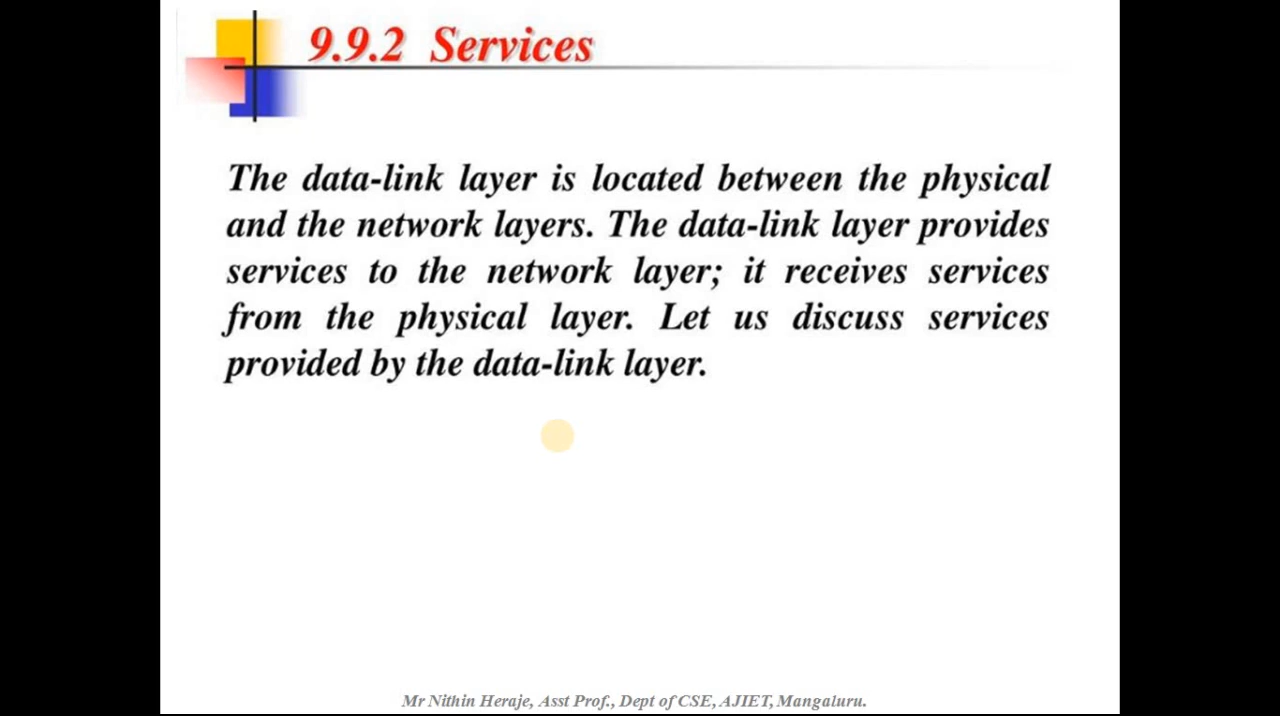 9.9.2 Services
The data-link layer is located between the physical
and the network layers. The data-link layer provides
services to the network layer; it receives services
from the physical layer. Let us discuss services
provided by the data-link layer.
Mr Nithin Heraje, Asst Prof., Dept of CSE, AJIET, Mangaluru.